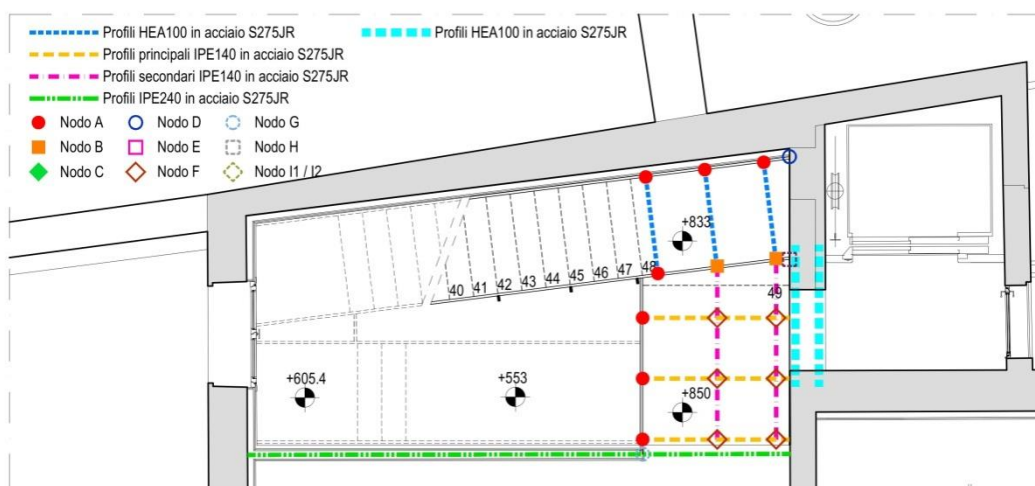 Profili HEA100 in acciaio S275JR
Profili HEA100 in acciaio S275JR
Profili principali IPE140 in acciaio S275JR
Profili secondari IPE140 in acciaio S275JR
Profili IPE240 in acciaio S275JR
Nodo A Nodo D Nodo G
Nodo B Nodo E Nodo H
Nodo C Nodo F Nodo I1 / I2
+833
40 41 42 43 44 45 46 47 48
49
+605.4 +553 +850